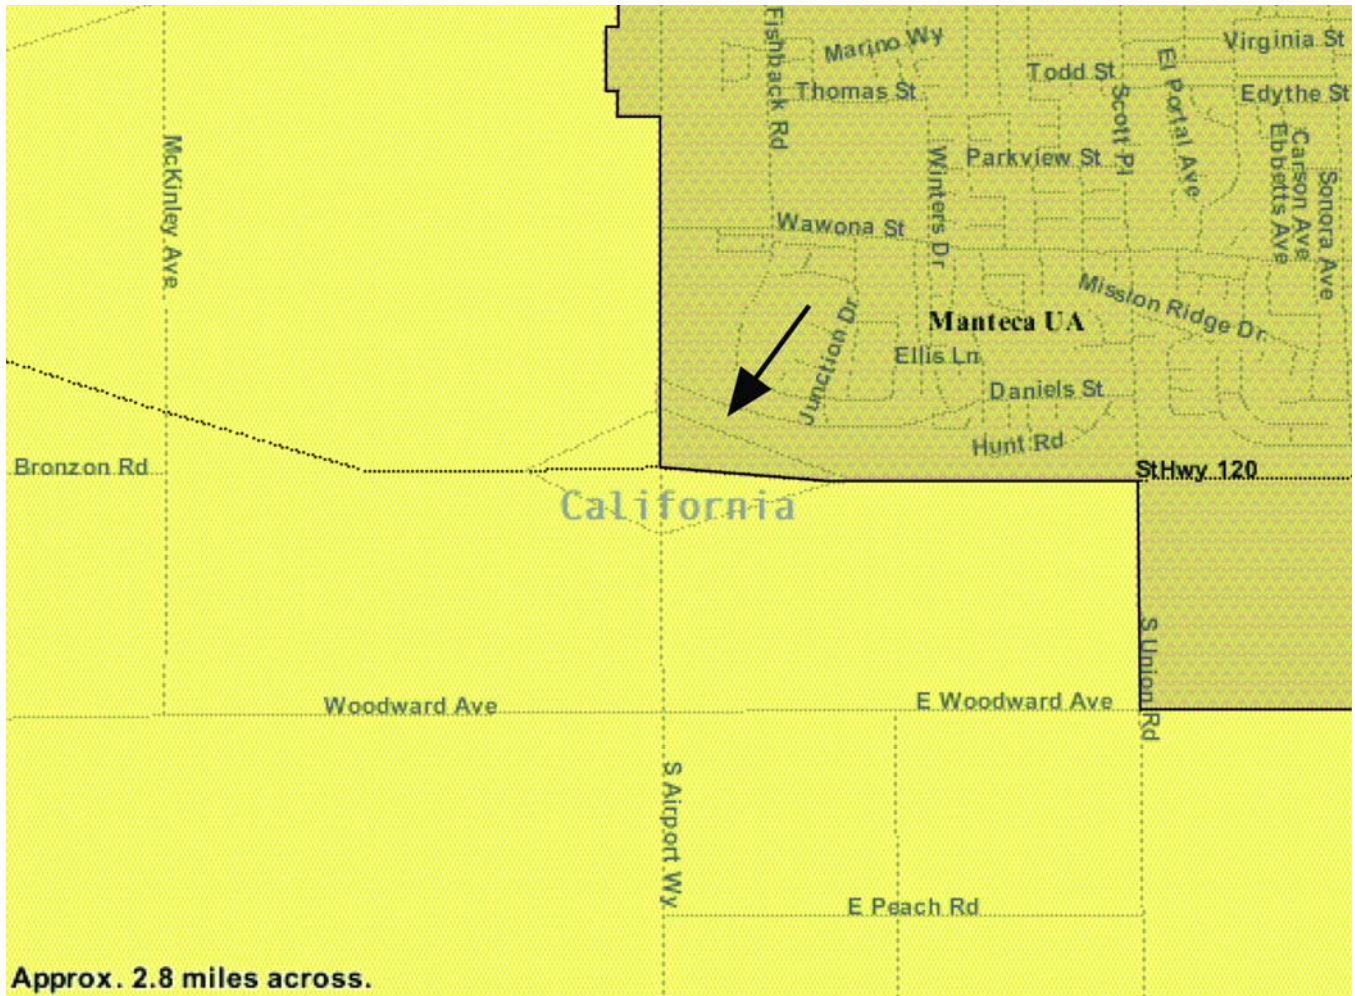 Fishback Rd
Marino Wy
Virginia St
Todd St
El Portal Ave
Thomas St
Scott Pl
Edythe St
McKinley Ave
Parkview St
Winters Dr
Ebbetts Ave
Carson Ave
Sonora Ave
Wawona St
Mission Ridge Dr
Manteca UA
Junction Dr
Ellis Ln
Daniels St
Hunt Rd
Bronzon Rd
StHwy 120
California
S Union Rd
Woodward Ave
E Woodward Ave
S Airport Wy
E Peach Rd
Approx. 2.8 miles across.